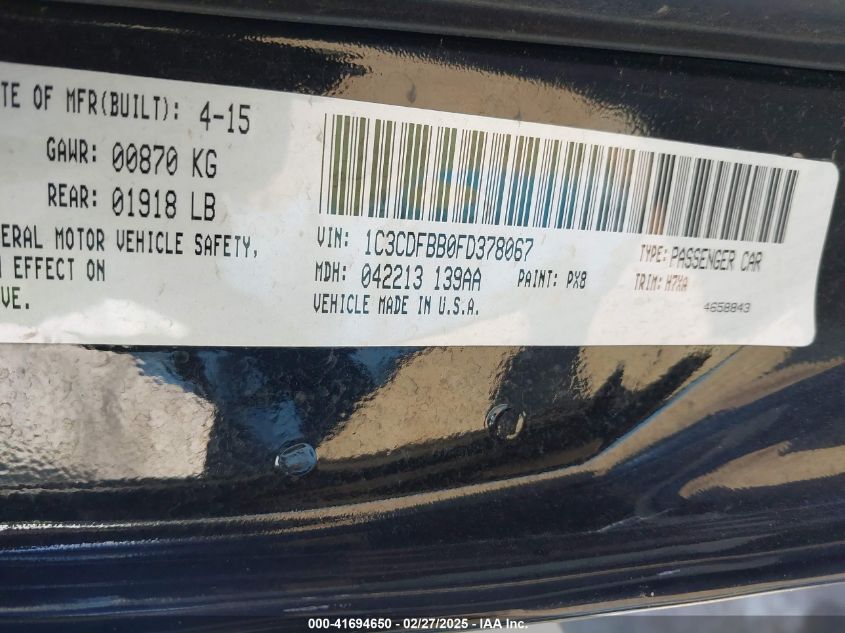 TE OF MFR(BUILT): 4-15
GAWR: 00870 KG
REAR: 01918 LB
ERAL MOTOR VEHICLE SAFETY,
EFFECT ON
VE.
VIN: 1C3CDFBB0FD378067
TYPE: PASSENGER CAR
MDH: 042213 139AA PAINT: PX8
TRIM: H7XA
VEHICLE MADE IN U.S.A.
4658843
000-41694650 - 02/27/2025 - IAA Inc.